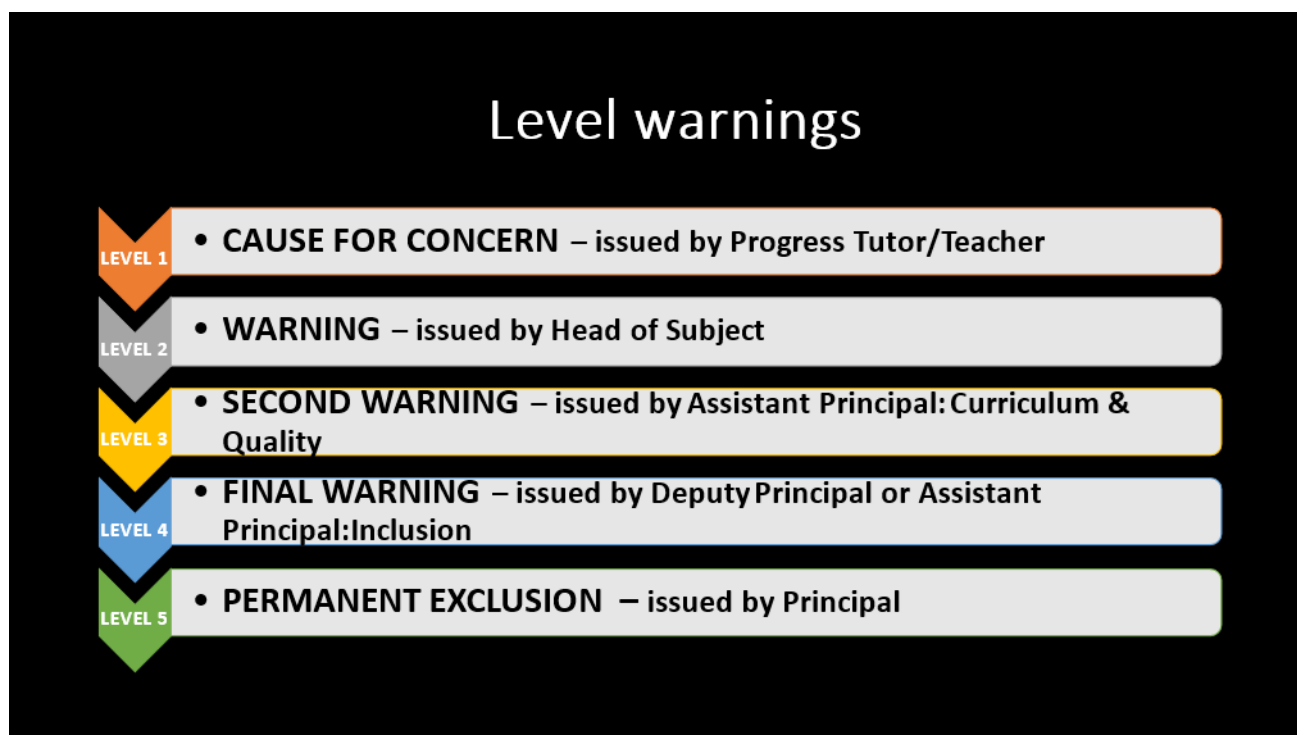 Level warnings
LEVEL 1
• CAUSE FOR CONCERN – issued by Progress Tutor/Teacher
LEVEL 2
• WARNING – issued by Head of Subject
LEVEL 3
• SECOND WARNING – issued by Assistant Principal: Curriculum &
Quality
LEVEL 4
• FINAL WARNING – issued by Deputy Principal or Assistant
Principal:Inclusion
LEVEL 5
• PERMANENT EXCLUSION – issued by Principal